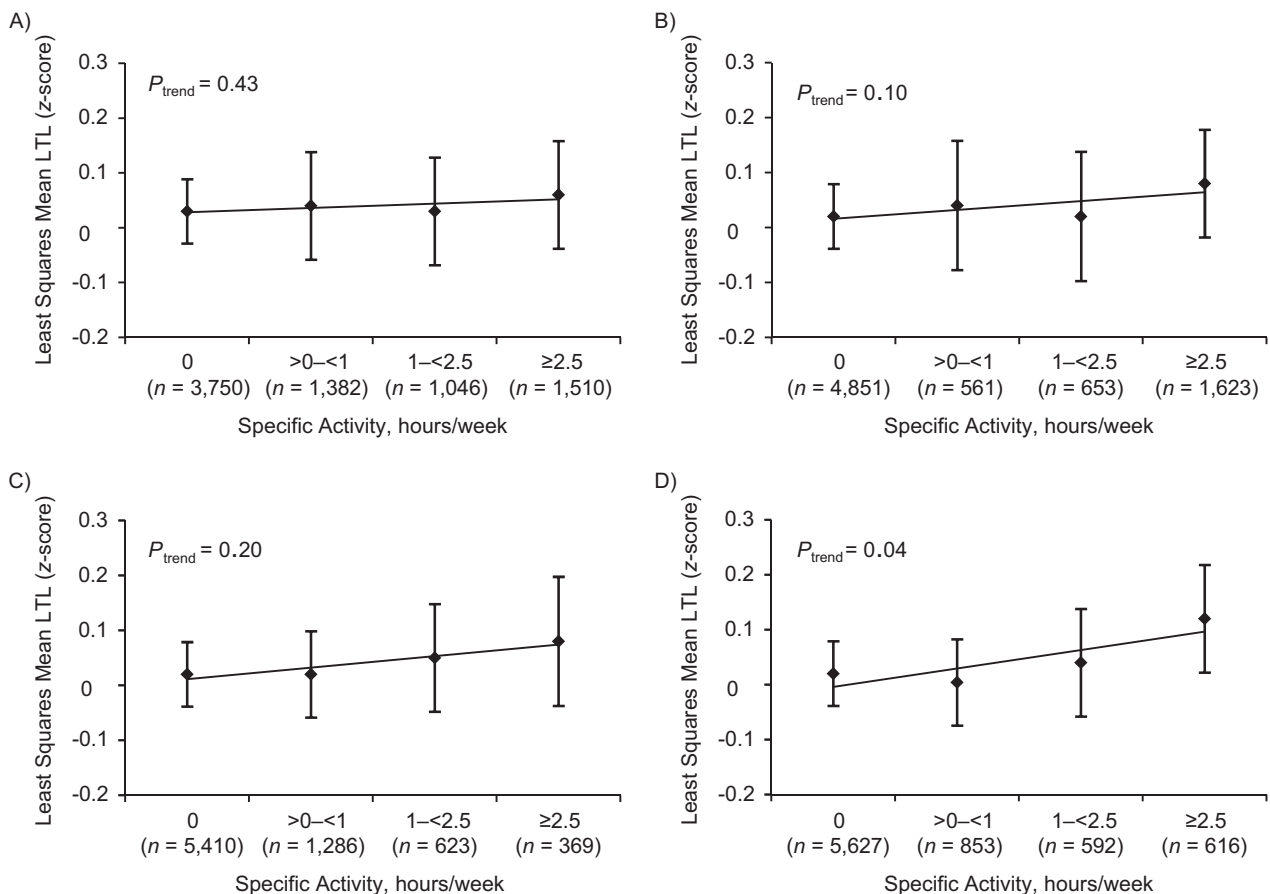 A)
Least Squares Mean LTL (z-score)
0.3
0.2
0.1
0
-0.1
-0.2
Ptrend = 0.43
0 >0–<1 1–<2.5 ≥2.5
(n = 3,750) (n = 1,382) (n = 1,046) (n = 1,510)
Specific Activity, hours/week
B)
Least Squares Mean LTL (z-score)
0.3
0.2
0.1
0
-0.1
-0.2
Ptrend = 0.10
0 >0–<1 1–<2.5 ≥2.5
(n = 4,851) (n = 561) (n = 653) (n = 1,623)
Specific Activity, hours/week
C)
Least Squares Mean LTL (z-score)
0.3
0.2
0.1
0
-0.1
-0.2
Ptrend = 0.20
0 >0–<1 1–<2.5 ≥2.5
(n = 5,410) (n = 1,286) (n = 623) (n = 369)
Specific Activity, hours/week
D)
Least Squares Mean LTL (z-score)
0.3
0.2
0.1
0
-0.1
-0.2
Ptrend = 0.04
0 >0–<1 1–<2.5 ≥2.5
(n = 5,627) (n = 853) (n = 592) (n = 616)
Specific Activity, hours/week